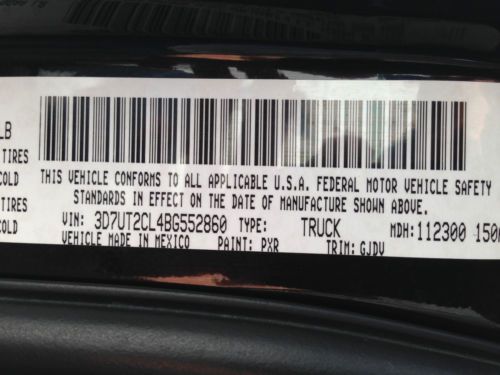 LB
TIRES
COLD
TIRES
COLD
THIS VEHICLE CONFORMS TO ALL APPLICABLE U.S.A. FEDERAL MOTOR VEHICLE SAFETY
STANDARDS IN EFFECT ON THE DATE OF MANUFACTURE SHOWN ABOVE.
VIN: 3D7UT2CL4BG552860 TYPE: TRUCK MDH: 112300 150
VEHICLE MADE IN MEXICO PAINT: PXR TRIM: GJDV